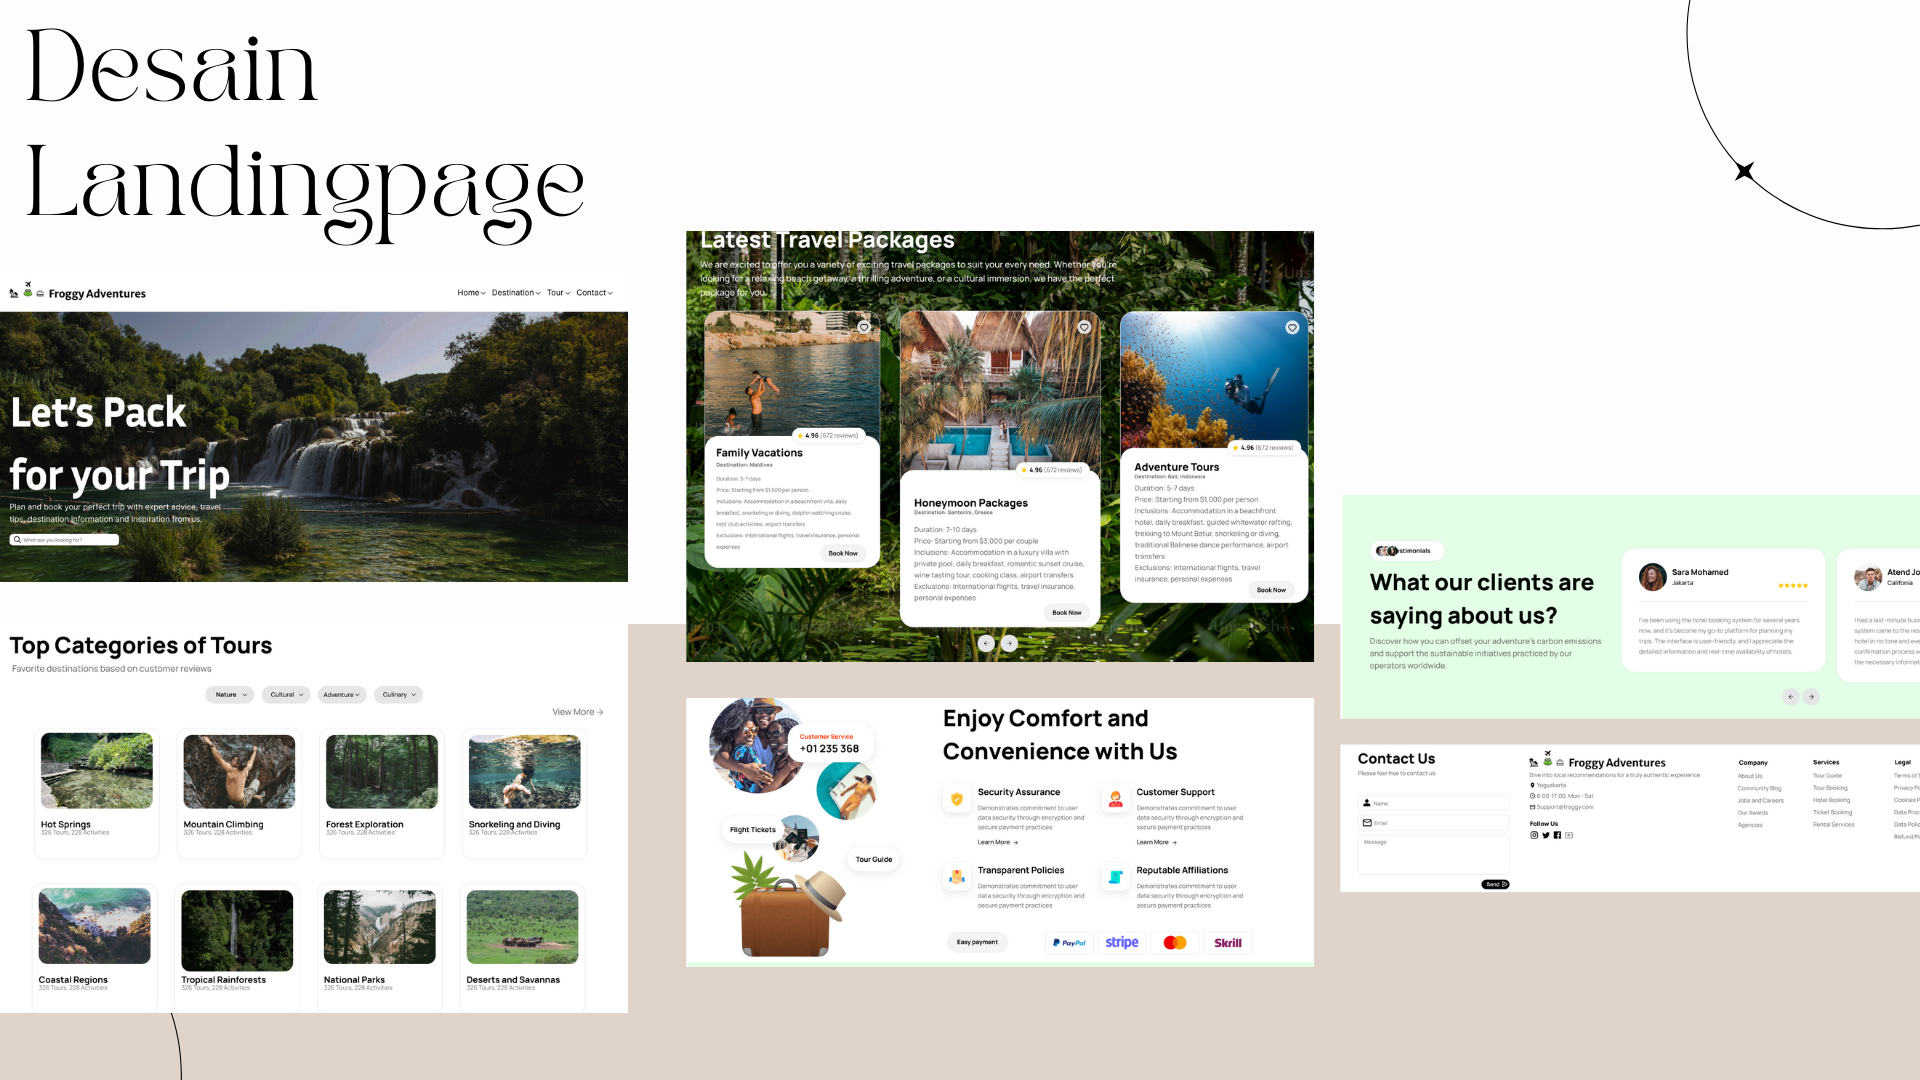 Desain
Landingpage
Froggy Adventures
Home
Destination
Tour
Contact
Let's Pack
for your Trip
Plan and book your perfect trip with expert advice, travel
tips, destination information and inspiration from us.
What are you looking for?
Top Categories of Tours
Favorite destinations based on customer reviews
Nature
Cultural
Adventure
Culinary
View More
Hot Springs
326 Tours, 228 Activities
Mountain Climbing
326 Tours, 228 Activities
Forest Exploration
326 Tours, 228 Activities
Snorkeling and Diving
326 Tours, 228 Activities
Coastal Regions
326 Tours, 228 Activities
Tropical Rainforests
326 Tours, 228 Activities
National Parks
326 Tours, 228 Activities
Deserts and Savannas
326 Tours, 228 Activities
Latest Travel Packages
We are excited to offer you a variety of exciting travel packages to suit your every need. Whether you're
looking for a relaxing beach getaway, a thrilling adventure, or a cultural immersion, we have the perfect
package for you.
4.96 (672 reviews)
Family Vacations
Destination: Maldives
Duration: 5-7 days
Price: Starting from $1,500 per person
Inclusions: Accommodation in a beachfront villa, daily
breakfast, snorkeling or diving, dolphin watching cruise,
kids' club activities, airport transfers
Exclusions: International flights, travel insurance, personal
expenses
Book Now
4.96 (672 reviews)
Honeymoon Packages
Destination: Santorini, Greece
Duration: 7-10 days
Price: Starting from $3,000 per couple
Inclusions: Accommodation in a luxury villa with
private pool, daily breakfast, romantic sunset cruise,
wine tasting tour, cooking class, airport transfers
Exclusions: International flights, travel insurance,
personal expenses
Book Now
4.96 (672 reviews)
Adventure Tours
Destination: Bali, Indonesia
Duration: 5-7 days
Price: Starting from $1,000 per person
Inclusions: Accommodation in a beachfront
hotel, daily breakfast, guided whitewater rafting,
trekking to Mount Batur, snorkeling or diving,
traditional Balinese dance performance, airport
transfers
Exclusions: International flights, travel
insurance, personal expenses
Book Now
Customer Service
+01 235 368
Flight Tickets
Tour Guide
Enjoy Comfort and
Convenience with Us
Security Assurance
Demonstrates commitment to user
data security through encryption and
secure payment practices
Learn More
Customer Support
Demonstrates commitment to user
data security through encryption and
secure payment practices
Learn More
Transparent Policies
Demonstrates commitment to user
data security through encryption and
secure payment practices
Reputable Affiliations
Demonstrates commitment to user
data security through encryption and
secure payment practices
Easy payment
PayPal
stripe
Skrill
stimonials
What our clients are
saying about us?
Discover how you can offset your adventure's carbon emissions
and support the sustainable initiatives practiced by our
operators worldwide.
Sara Mohamed
Jakarta
I've been using the hotel booking system for several years
now, and it's become my go-to platform for planning my
trips. The interface is user-friendly, and I appreciate the
detailed information and real-time availability of hotels.
Atend Jo
Califonia
I had a last-minute busi
system came to the res
hotel in no time and eve
confirmation process w
the necessary informat
Contact Us
Please feel free to contact us
Name
Email
Message
Send
Froggy Adventures
Dive into local recommendations for a truly authentic experience.
Yogyakarta
8:00-17:00, Mon - Sat
Support@froggy.com
Follow Us
Company
About Us
Community Blog
Jobs and Careers
Our Awards
Agencies
Services
Tour Guide
Tour Booking
Hotel Booking
Ticket Booking
Rental Services
Legal
Terms of S
Privacy Po
Cookies P
Data Proc
Data Polic
Refund Po